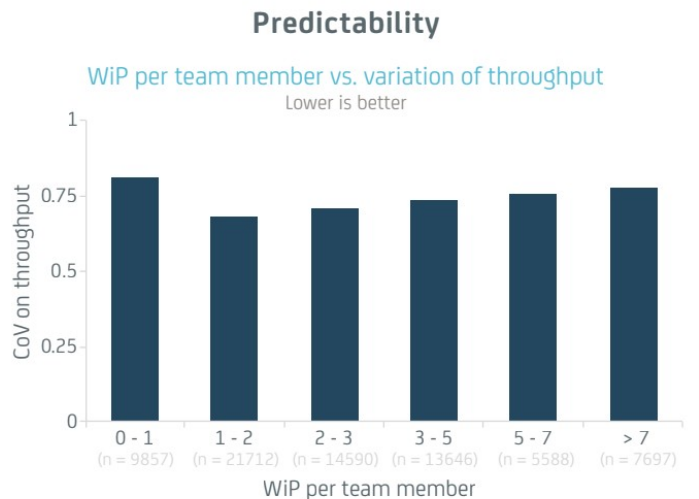 Predictability
WiP per team member vs. variation of throughput
Lower is better
CoV on throughput
1
0.75
0.5
0.25
0
0 - 1 1 - 2 2 - 3 3 - 5 5 - 7 > 7
(n = 9857) (n = 21712) (n = 14590) (n = 13646) (n = 5588) (n = 7697)
WiP per team member